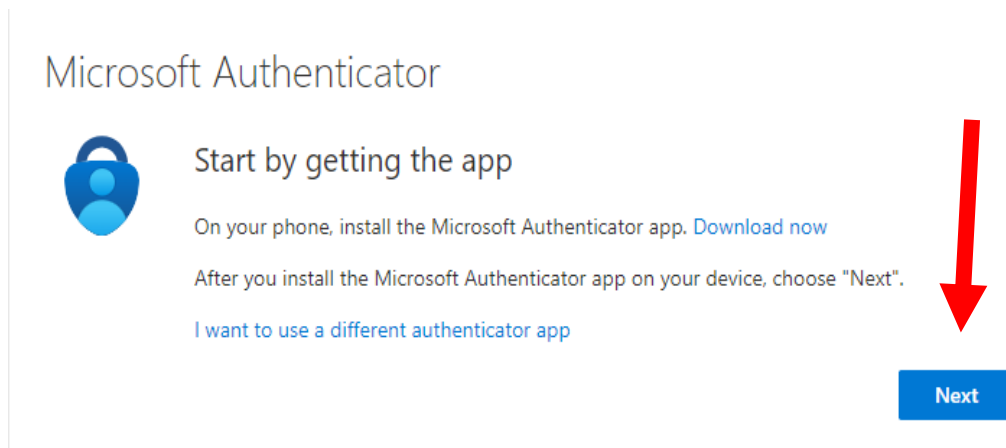 Microsoft Authenticator
Start by getting the app
On your phone, install the Microsoft Authenticator app. Download now
After you install the Microsoft Authenticator app on your device, choose "Next".
I want to use a different authenticator app
Next